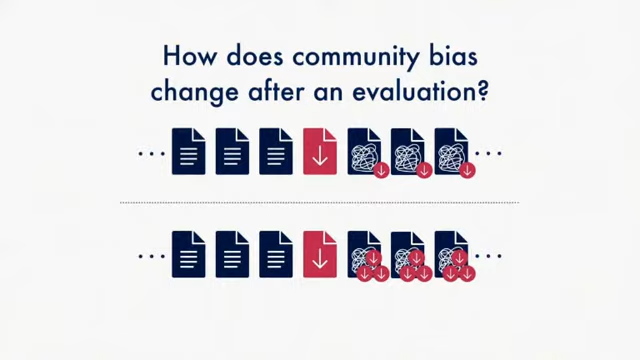 How does community bias
change after an evaluation?